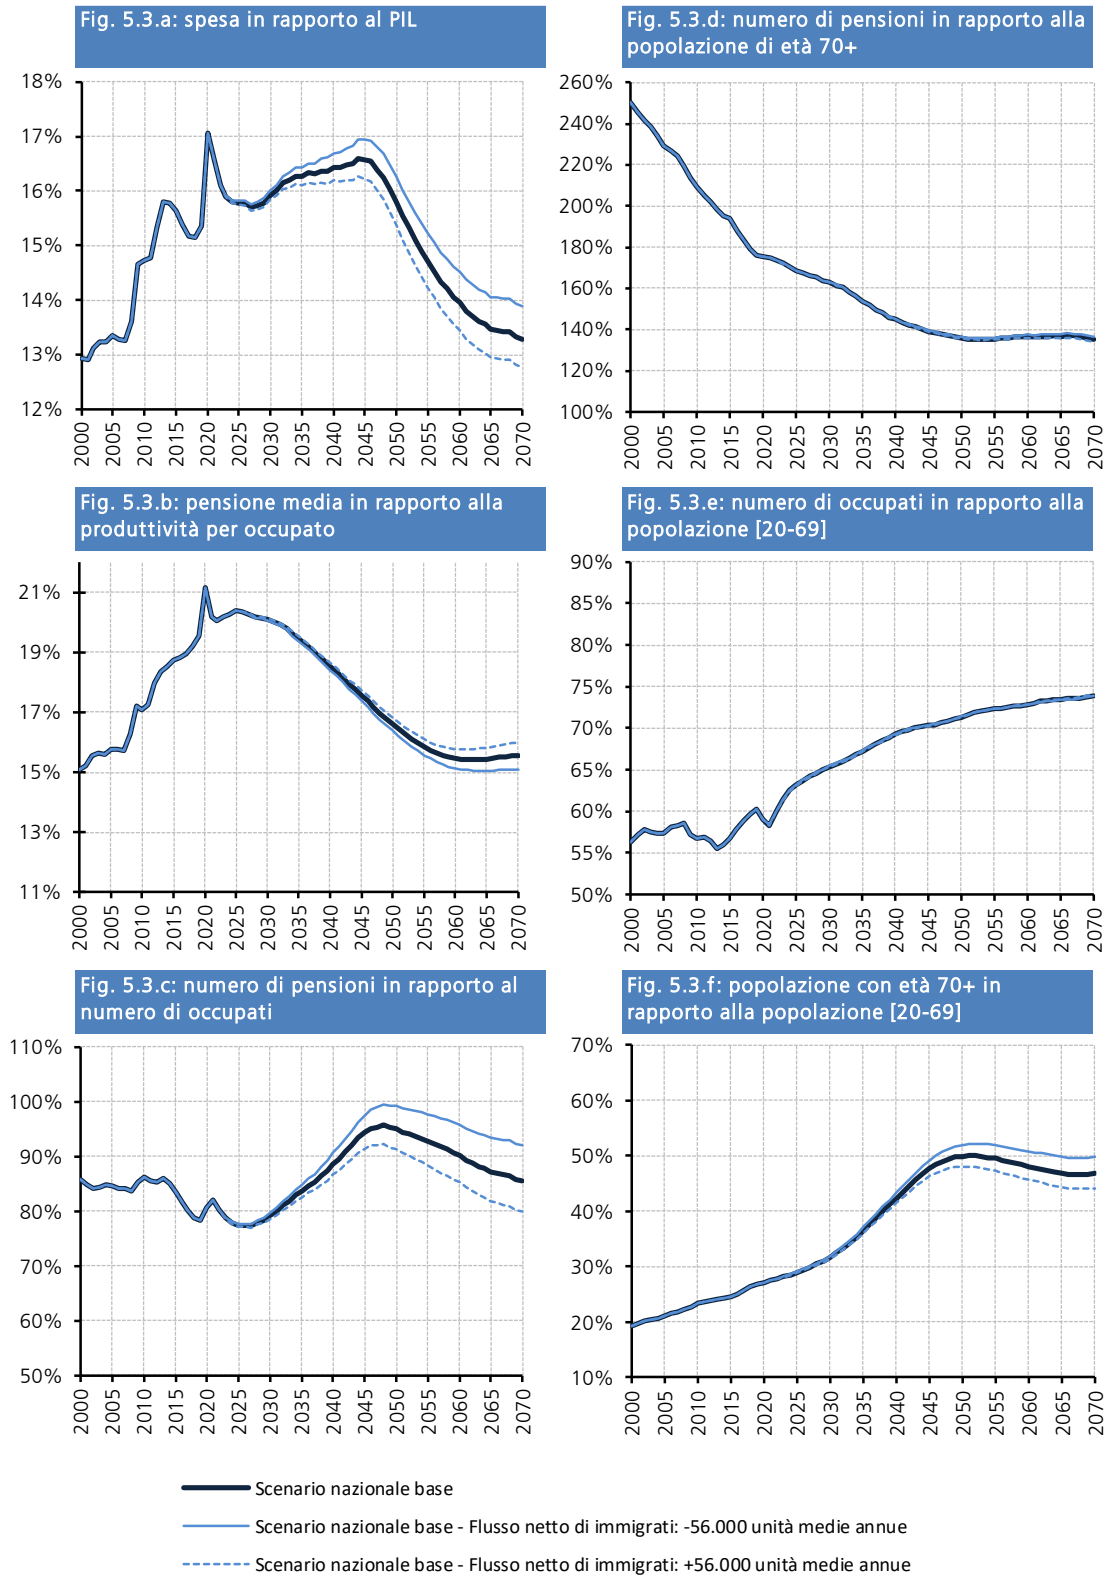 Fig. 5.3.a: spesa in rapporto al PIL
18%
17%
16%
15%
14%
13%
12%
2000 2005 2010 2015 2020 2025 2030 2035 2040 2045 2050 2055 2060 2065 2070
Fig. 5.3.d: numero di pensioni in rapporto alla
popolazione di età 70+
260%
240%
220%
200%
180%
160%
140%
120%
100%
2000 2005 2010 2015 2020 2025 2030 2035 2040 2045 2050 2055 2060 2065 2070
Fig. 5.3.b: pensione media in rapporto alla
produttività per occupato
21%
19%
17%
15%
13%
11%
2000 2005 2010 2015 2020 2025 2030 2035 2040 2045 2050 2055 2060 2065 2070
Fig. 5.3.e: numero di occupati in rapporto alla
popolazione [20-69]
90%
85%
80%
75%
70%
65%
60%
55%
50%
2000 2005 2010 2015 2020 2025 2030 2035 2040 2045 2050 2055 2060 2065 2070
Fig. 5.3.c: numero di pensioni in rapporto al
numero di occupati
110%
100%
90%
80%
70%
60%
50%
2000 2005 2010 2015 2020 2025 2030 2035 2040 2045 2050 2055 2060 2065 2070
Fig. 5.3.f: popolazione con età 70+ in
rapporto alla popolazione [20-69]
70%
60%
50%
40%
30%
20%
10%
2000 2005 2010 2015 2020 2025 2030 2035 2040 2045 2050 2055 2060 2065 2070
Scenario nazionale base
Scenario nazionale base - Flusso netto di immigrati: -56.000 unità medie annue
Scenario nazionale base - Flusso netto di immigrati: +56.000 unità medie annue